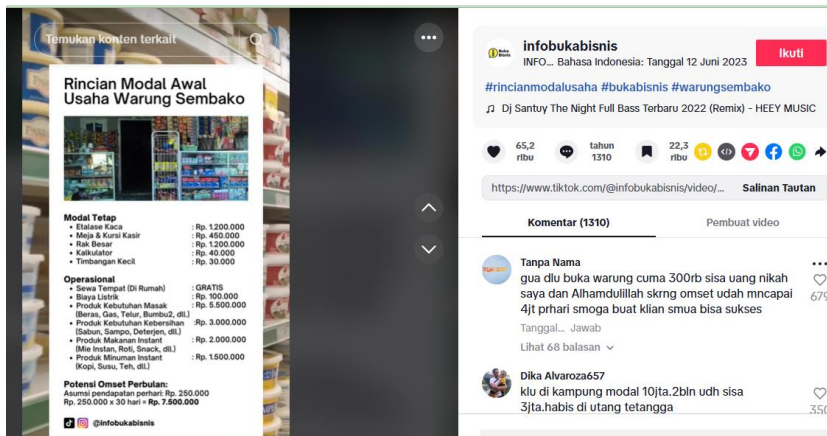 Temukan konten terkait
Rincian Modal Awal
Usaha Warung Sembako
Modal Tetap
• Etalase Kaca : Rp. 1.200.000
• Meja & Kursi Kasir : Rp. 450.000
• Rak Besar : Rp. 1.200.000
• Kalkulator : Rp. 40.000
• Timbangan Kecil : Rp. 30.000
Operasional
• Sewa Tempat (Di Rumah) : GRATIS
• Biaya Listrik : Rp. 100.000
• Produk Kebutuhan Masak : Rp. 5.500.000
(Beras, Gas, Telur, Bumbu2, dll.)
• Produk Kebutuhan Kebersihan :Rp. 3.000.000
(Sabun, Sampo, Deterjen, dll.)
• Produk Makanan Instant : Rp. 2.000.000
(Mie Instan, Roti, Snack, dll.)
• Produk Minuman Instant : Rp. 1.500.000
(Kopi, Susu, Teh, dll.)
Potensi Omset Perbulan:
Asumsi pendapatan perhari: Rp. 250.000
Rp. 250.000 x 30 hari = Rp. 7.500.000
@infobukabisnis
infobukabisnis
INFO... Bahasa Indonesia: Tanggal 12 Juni 2023
Ikuti
#rincianmodalusaha #bukabisnis #warungsembako
♫ Dj Santuy The Night Full Bass Terbaru 2022 (Remix) - HEEY MUSIC
65,2 ribu
tahun 1310
22,3 ribu
https://www.tiktok.com/@infobukabisnis/video/... Salinan Tautan
Komentar (1310) Pembuat video
Tanpa Nama
gua dlu buka warung cuma 300rb sisa uang nikah
saya dan Alhamdulillah skrng omset udah mncapai
4jt prhari smoga buat klian smua bisa sukses
679
Tanggal... Jawab
Lihat 68 balasan
Dika Alvaroza657
klu di kampung modal 10jta.2bln udh sisa
3jta.habis di utang tetangga
350